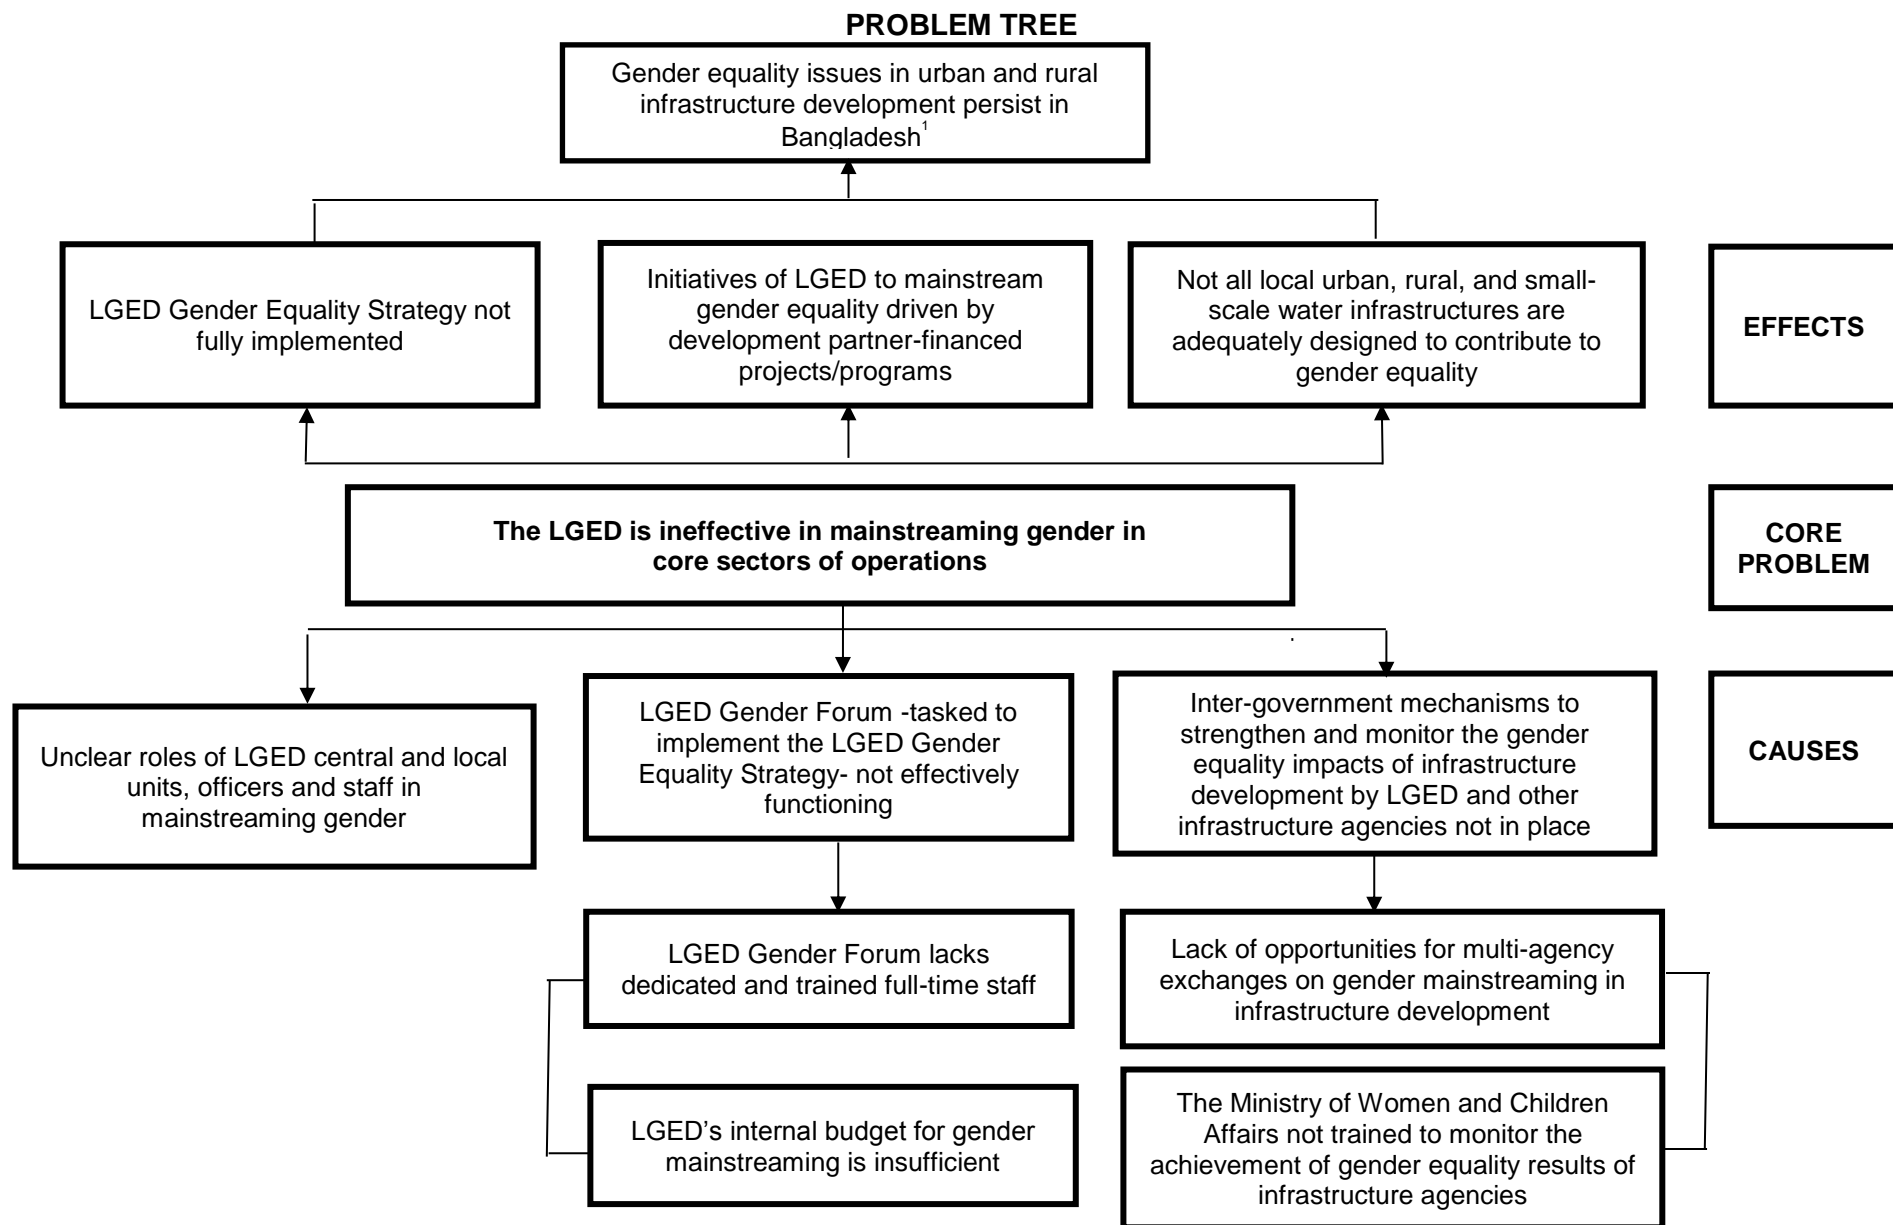 PROBLEM TREE
Gender equality issues in urban and rural
infrastructure development persist in
Bangladesh1
LGED Gender Equality Strategy not
fully implemented
Initiatives of LGED to mainstream
gender equality driven by
development partner-financed
projects/programs
Not all local urban, rural, and small-
scale water infrastructures are
adequately designed to contribute to
gender equality
EFFECTS
The LGED is ineffective in mainstreaming gender in
core sectors of operations
CORE
PROBLEM
Unclear roles of LGED central and local
units, officers and staff in
mainstreaming gender
LGED Gender Forum -tasked to
implement the LGED Gender
Equality Strategy- not effectively
functioning
Inter-government mechanisms to
strengthen and monitor the gender
equality impacts of infrastructure
development by LGED and other
infrastructure agencies not in place
CAUSES
LGED Gender Forum lacks
dedicated and trained full-time staff
Lack of opportunities for multi-agency
exchanges on gender mainstreaming in
infrastructure development
LGED’s internal budget for gender
mainstreaming is insufficient
The Ministry of Women and Children
Affairs not trained to monitor the
achievement of gender equality results of
infrastructure agencies